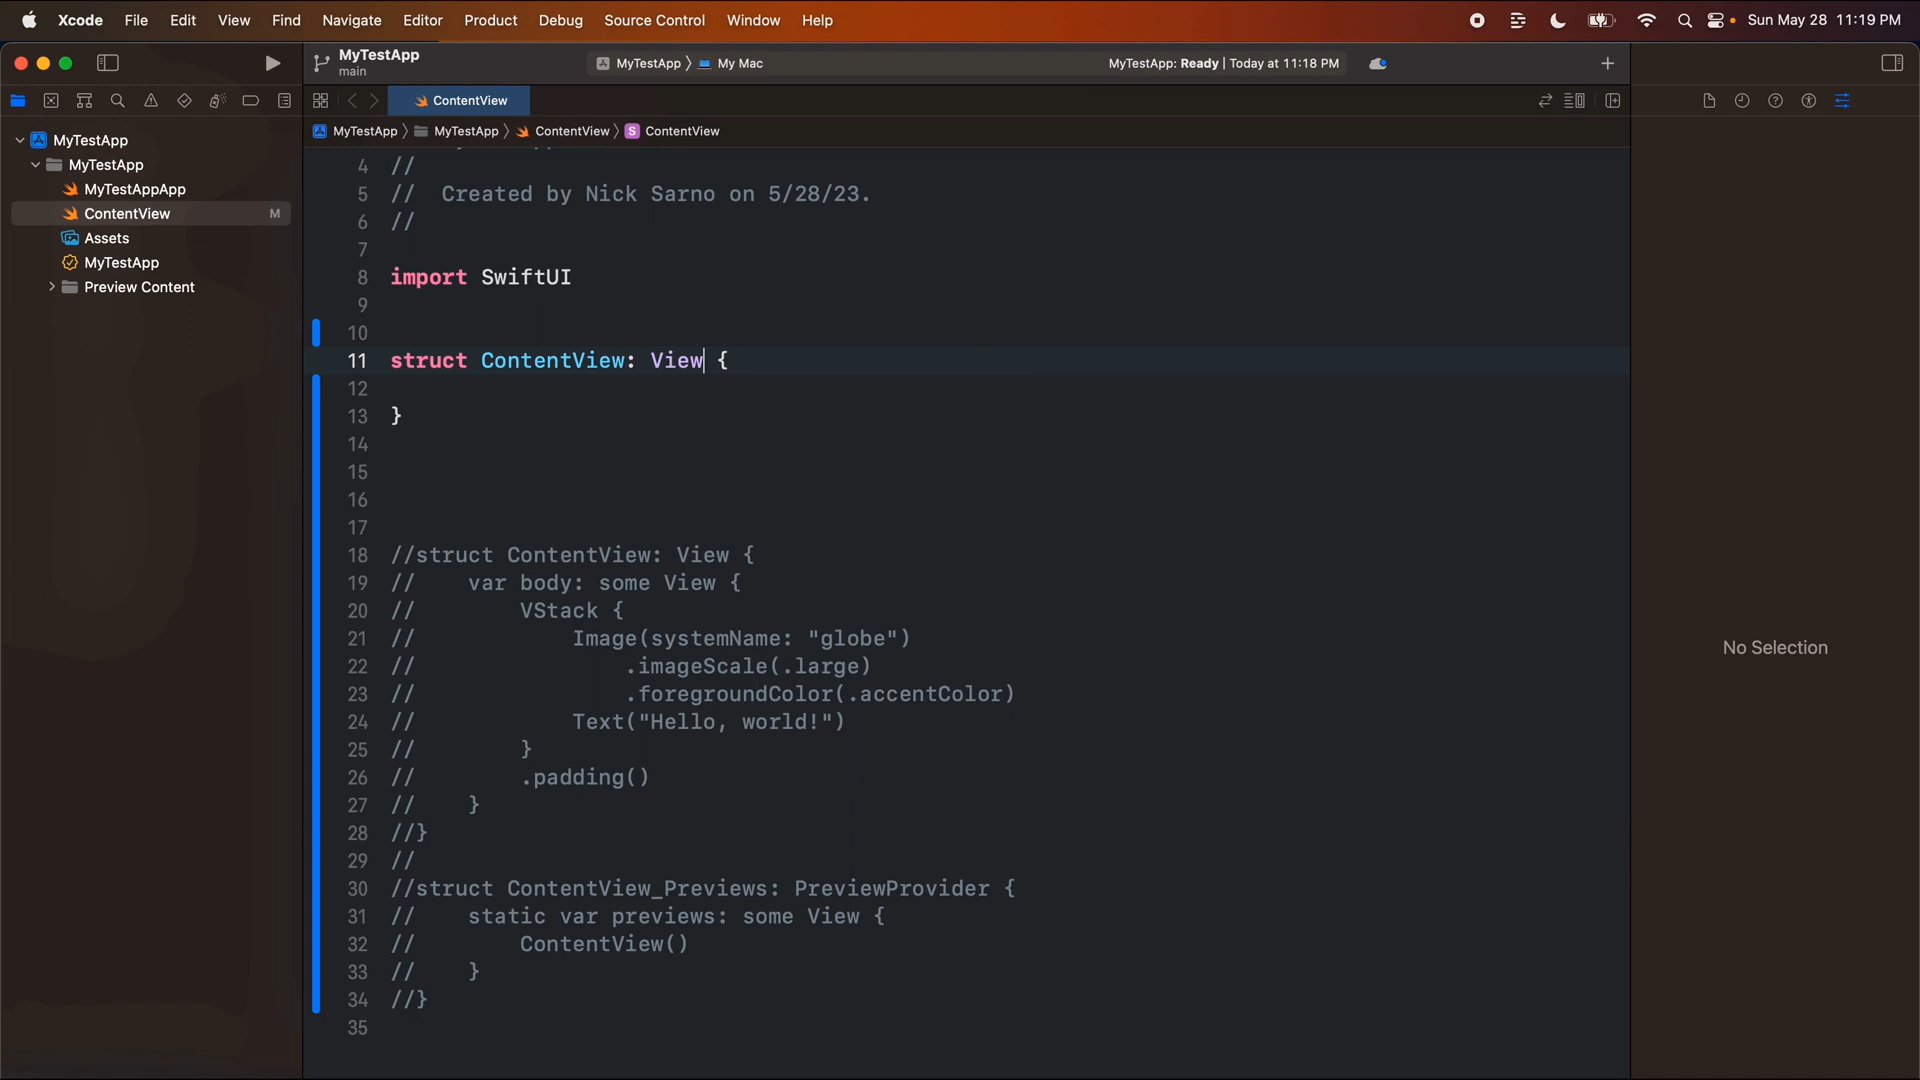 Xcode File Edit View Find Navigate Editor Product Debug Source Control Window Help Sun May 28 11:19 PM
MyTestApp
main
MyTestApp My Mac MyTestApp: Ready | Today at 11:18 PM
ContentView
MyTestApp MyTestApp ContentView S ContentView
MyTestApp
MyTestApp
MyTestAppApp
ContentView M
Assets
MyTestApp
Preview Content
4 //
5 //  Created by Nick Sarno on 5/28/23.
6 //
7
8 import SwiftUI
9
10
11 struct ContentView: View {
12
13 }
14
15
16
17
18 //struct ContentView: View {
19 //    var body: some View {
20 //        VStack {
21 //            Image(systemName: "globe")
22 //                .imageScale(.large)
23 //                .foregroundColor(.accentColor)
24 //            Text("Hello, world!")
25 //        }
26 //        .padding()
27 //    }
28 //}
29 //
30 //struct ContentView_Previews: PreviewProvider {
31 //    static var previews: some View {
32 //        ContentView()
33 //    }
34 //}
35
No Selection